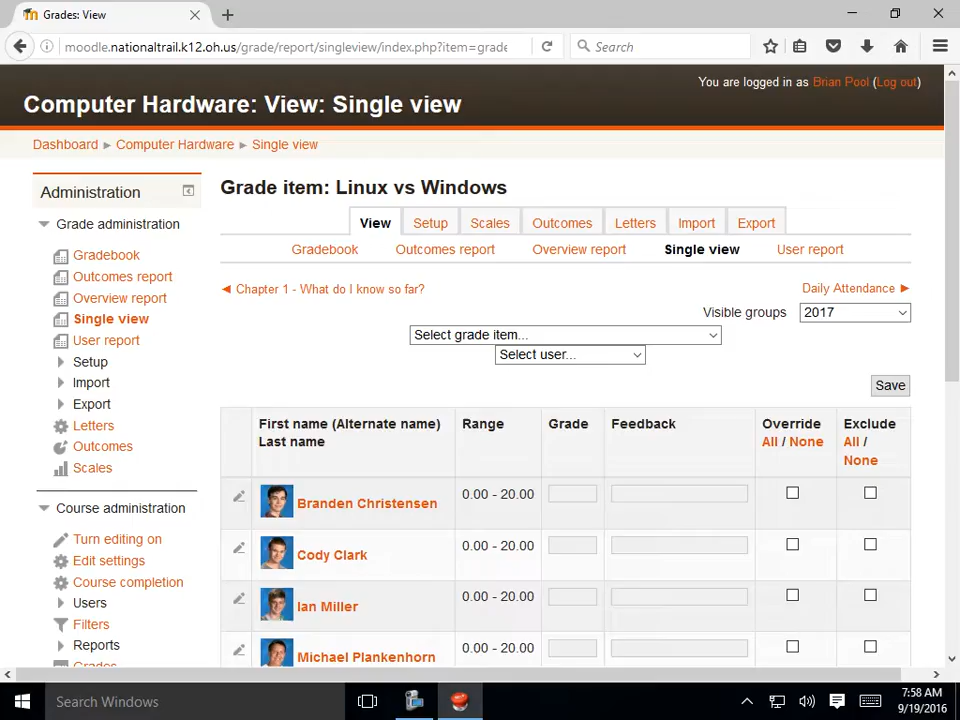 Grades: View
moodle.nationaltrail.k12.oh.us/grade/report/singleview/index.php?item=grade
Search
You are logged in as Brian Pool (Log out)
Computer Hardware: View: Single view
Dashboard ► Computer Hardware ► Single view
Administration
Grade administration
Gradebook
Outcomes report
Overview report
Single view
User report
Setup
Import
Export
Letters
Outcomes
Scales
Course administration
Turn editing on
Edit settings
Course completion
Users
Filters
Reports
Grades
Grade item: Linux vs Windows
View Setup Scales Outcomes Letters Import Export
Gradebook Outcomes report Overview report Single view User report
◄ Chapter 1 - What do I know so far?
Daily Attendance ►
Visible groups 2017
Select grade item...
Select user...
Save
First name (Alternate name) Last name Range Grade Feedback Override All / None Exclude All / None
Branden Christensen 0.00 - 20.00
Cody Clark 0.00 - 20.00
Ian Miller 0.00 - 20.00
Michael Plankenhorn 0.00 - 20.00
Search Windows
7:58 AM
9/19/2016